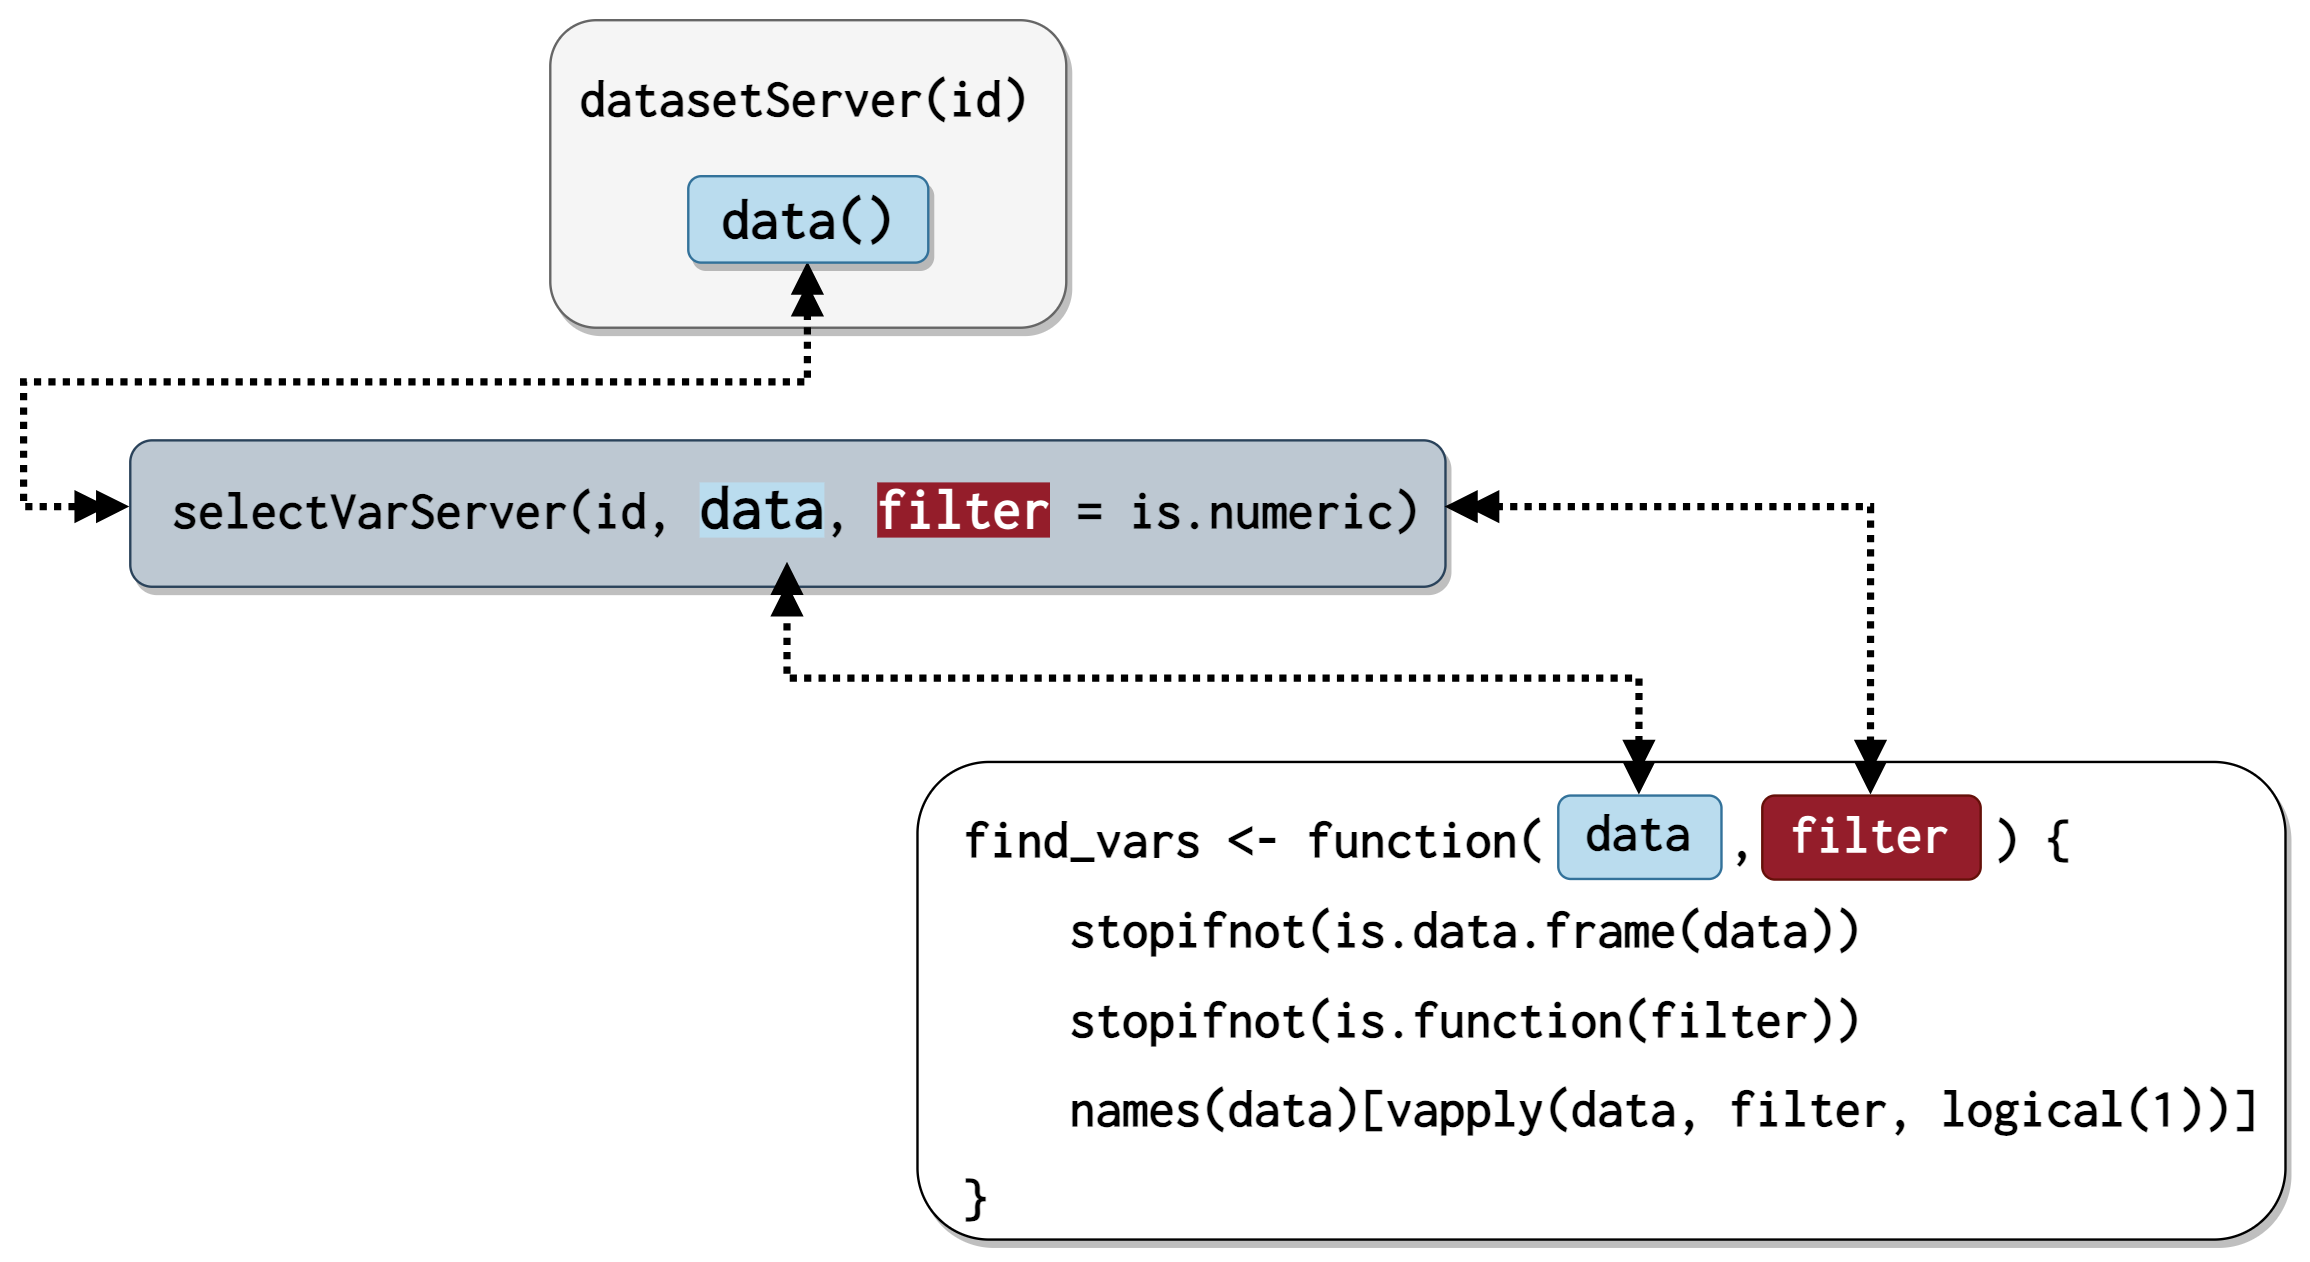 datasetServer(id)
data()
selectVarServer(id, data, filter = is.numeric)
find_vars <- function( data , filter ) {
stopifnot(is.data.frame(data))
stopifnot(is.function(filter))
names(data)[vapply(data, filter, logical(1))]
}